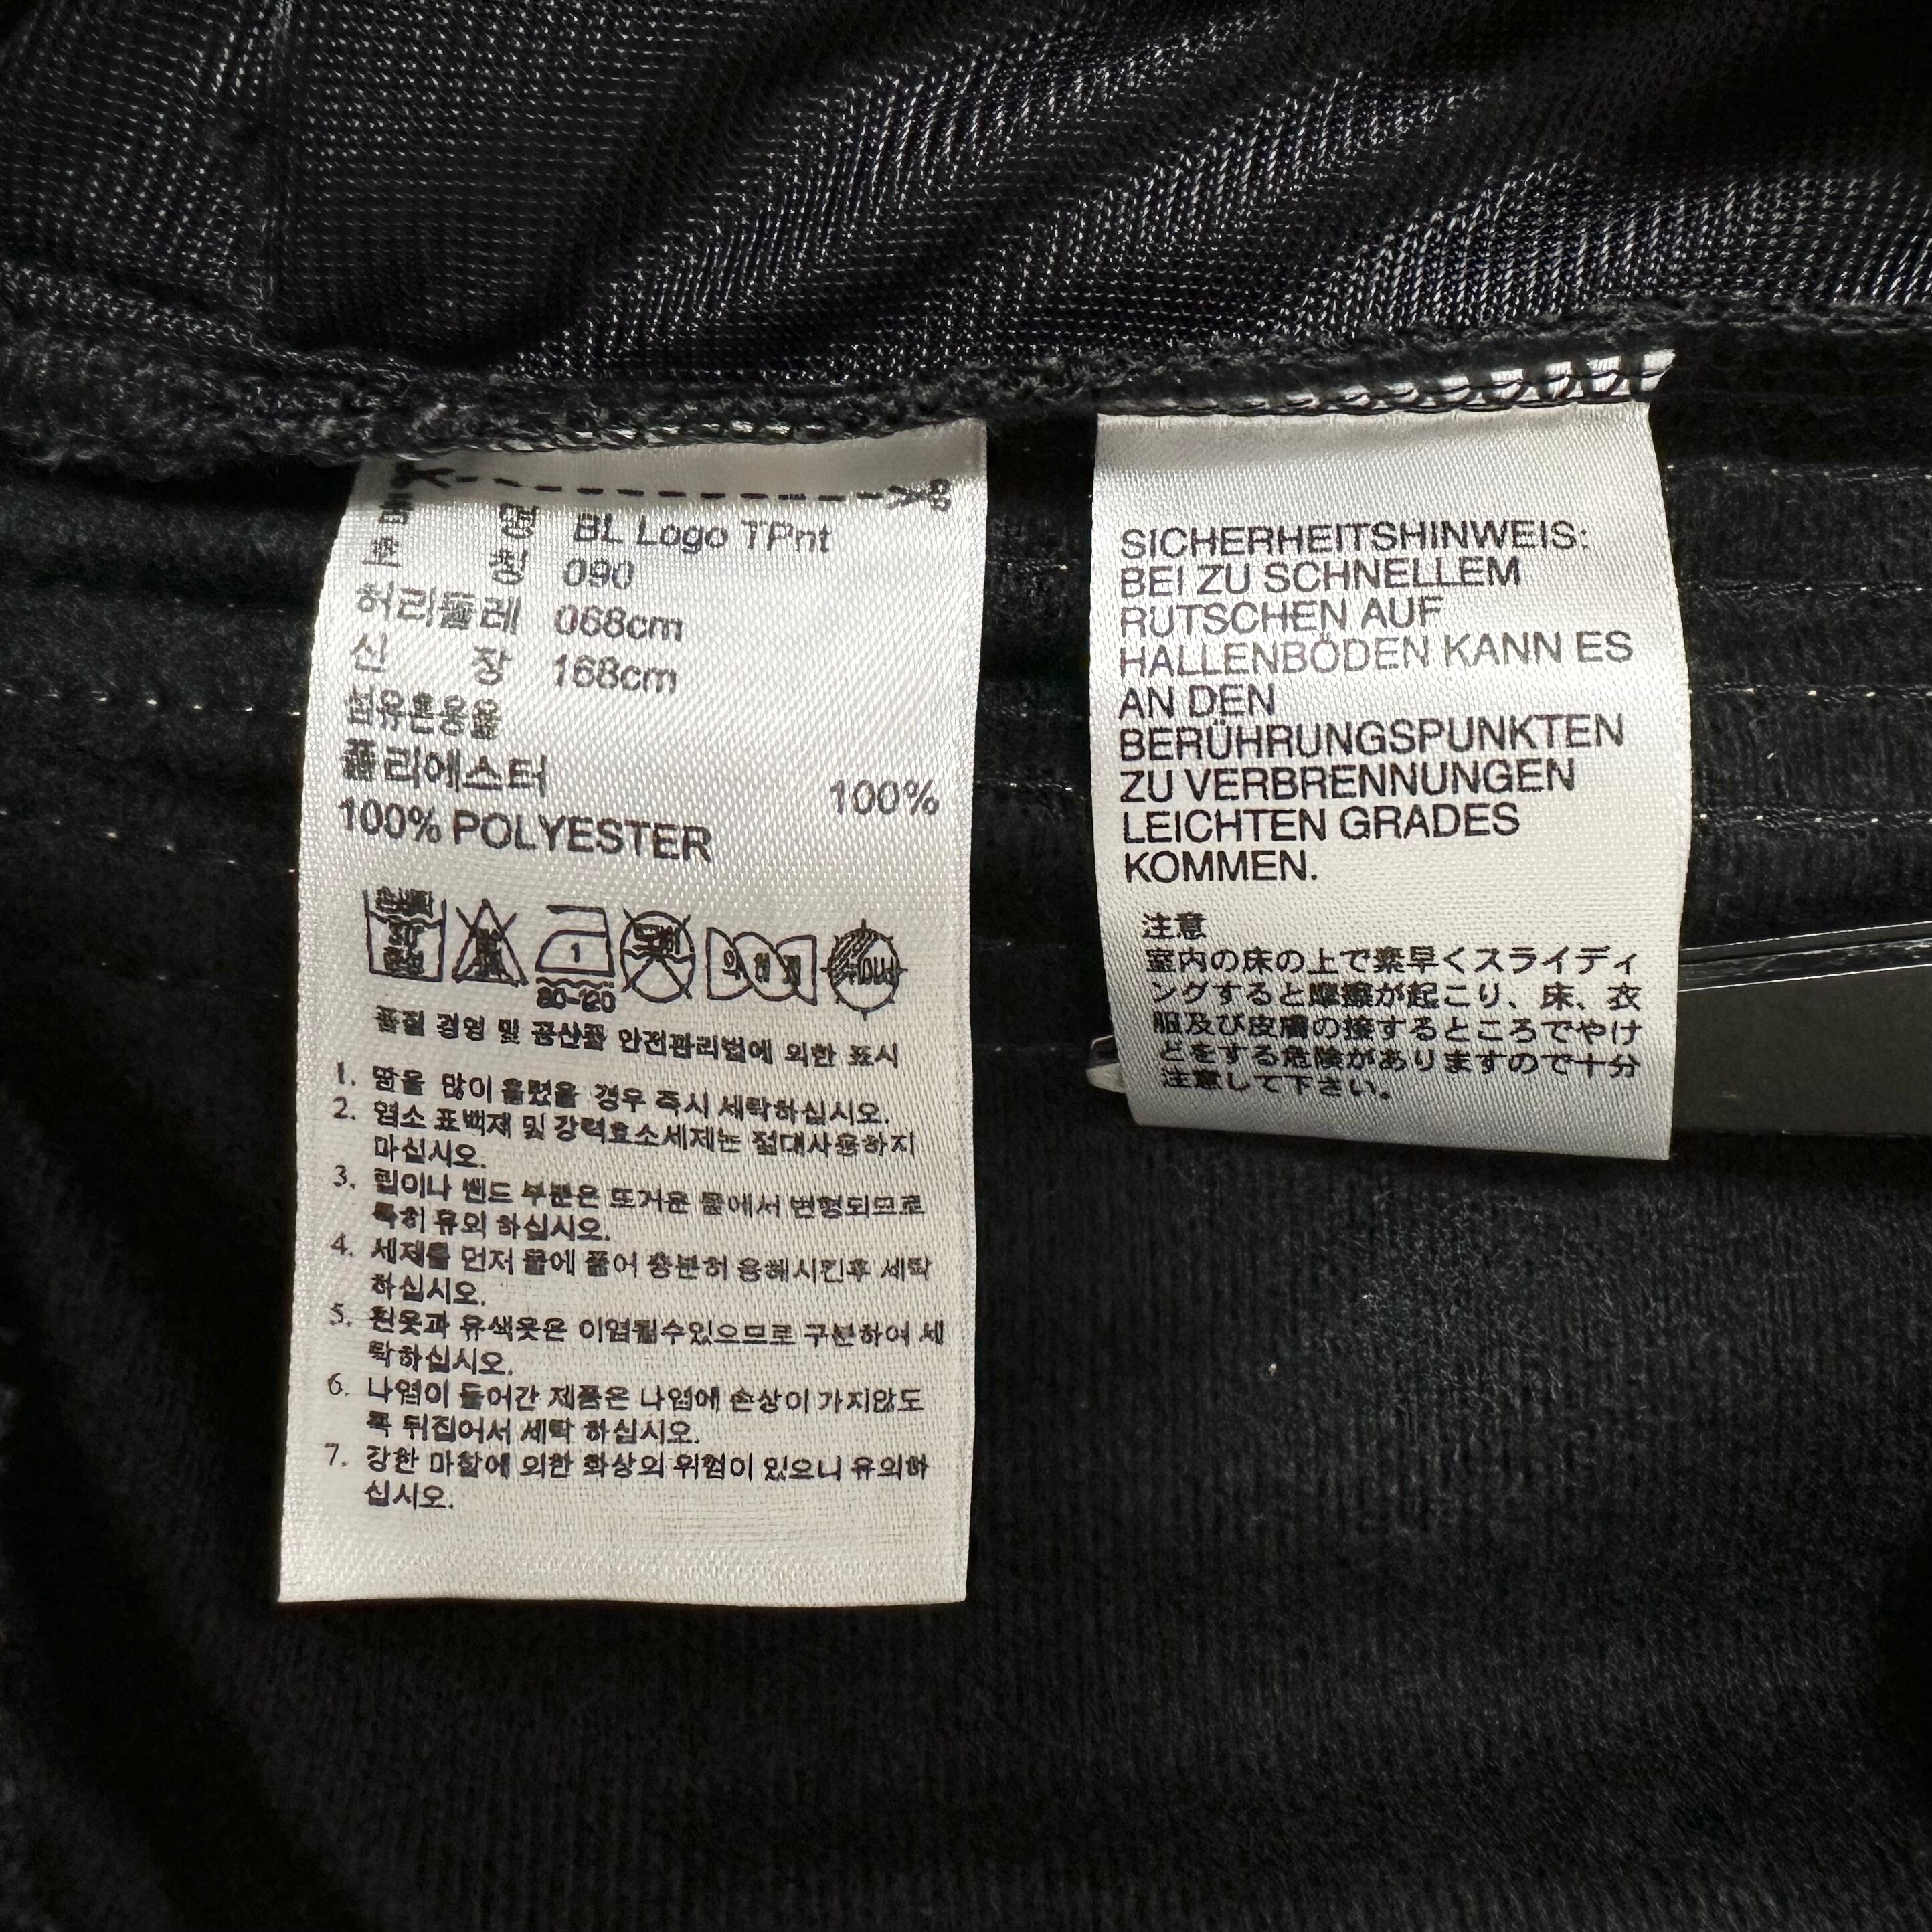 명 BL Logo TPnt
호 칭 090
허리둘레 068cm
신 장 168cm
섬유혼용율
폴리에스터 100%
100% POLYESTER
80-120
품질 경영 및 공산품 안전관리법에 의한 표시
1. 땀을 많이 흘렸을 경우 즉시 세탁하십시오.
2. 염소 표백제 및 강력효소세제는 절대사용하지
마십시오.
3. 립이나 밴드 부분은 뜨거운 물에서 변형되므로
특히 유의 하십시오.
4. 세제를 먼저 물에 풀어 충분히 용해시킨후 세탁
하십시오.
5. 흰옷과 유색옷은 이염될수있으므로 구분하여 세
탁하십시오.
6. 나염이 들어간 제품은 나염에 손상이 가지않도
록 뒤집어서 세탁 하십시오.
7. 강한 마찰에 의한 화상의 위험이 있으니 유의하
십시오.
SICHERHEITSHINWEIS:
BEI ZU SCHNELLEM
RUTSCHEN AUF
HALLENBÖDEN KANN ES
AN DEN
BERÜHRUNGSPUNKTEN
ZU VERBRENNUNGEN
LEICHTEN GRADES
KOMMEN.
注意
室内の床の上で素早くスライディ
ングすると摩擦が起こり、床、衣
服及び皮膚の接するところでやけ
どをする危険がありますので十分
注意して下さい。